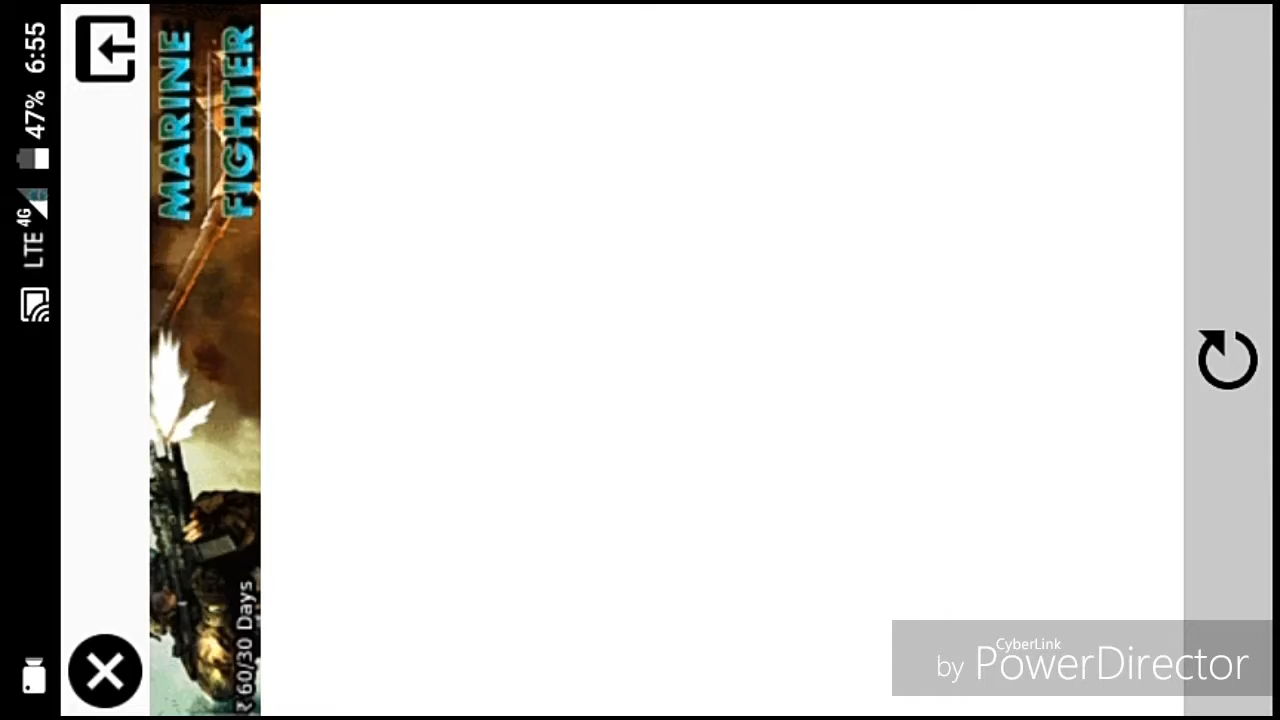 LTE 4G 47% 6:55
MARINE
FIGHTER
₹ 60/30 Days
CyberLink
by PowerDirector